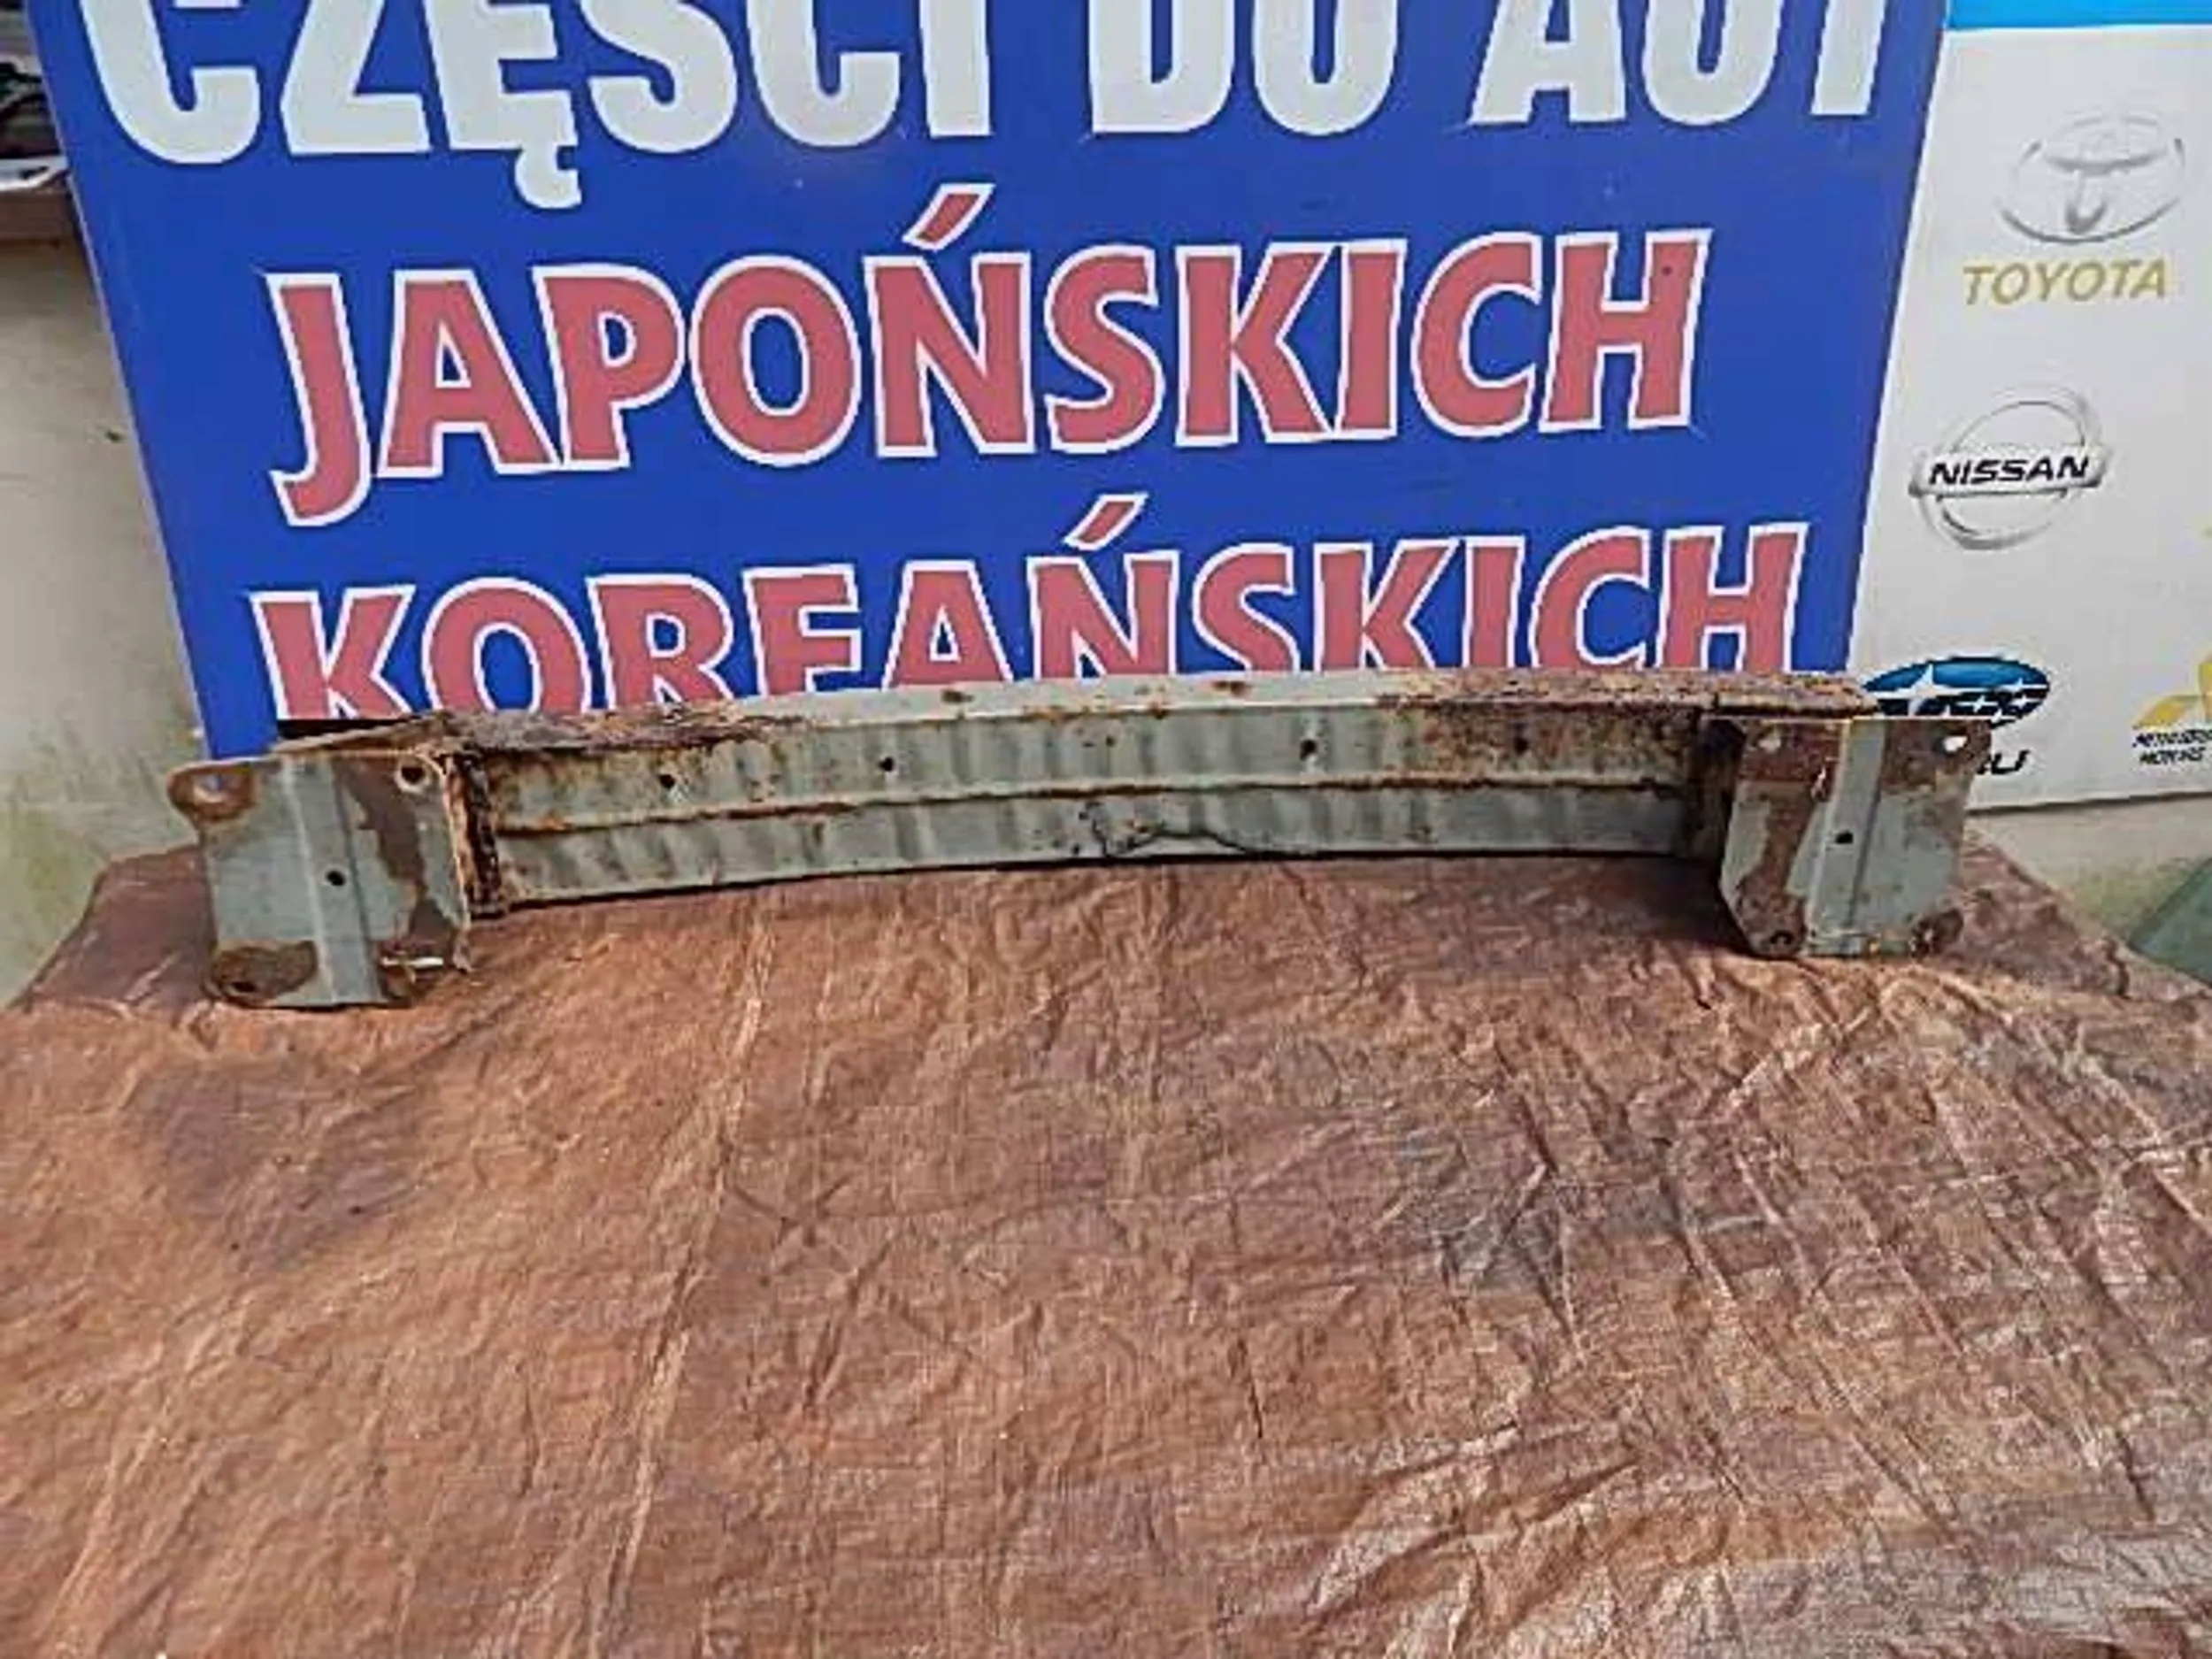 CZĘŚCI DO AUT
JAPOŃSKICH
KOREAŃSKICH
TOYOTA
NISSAN